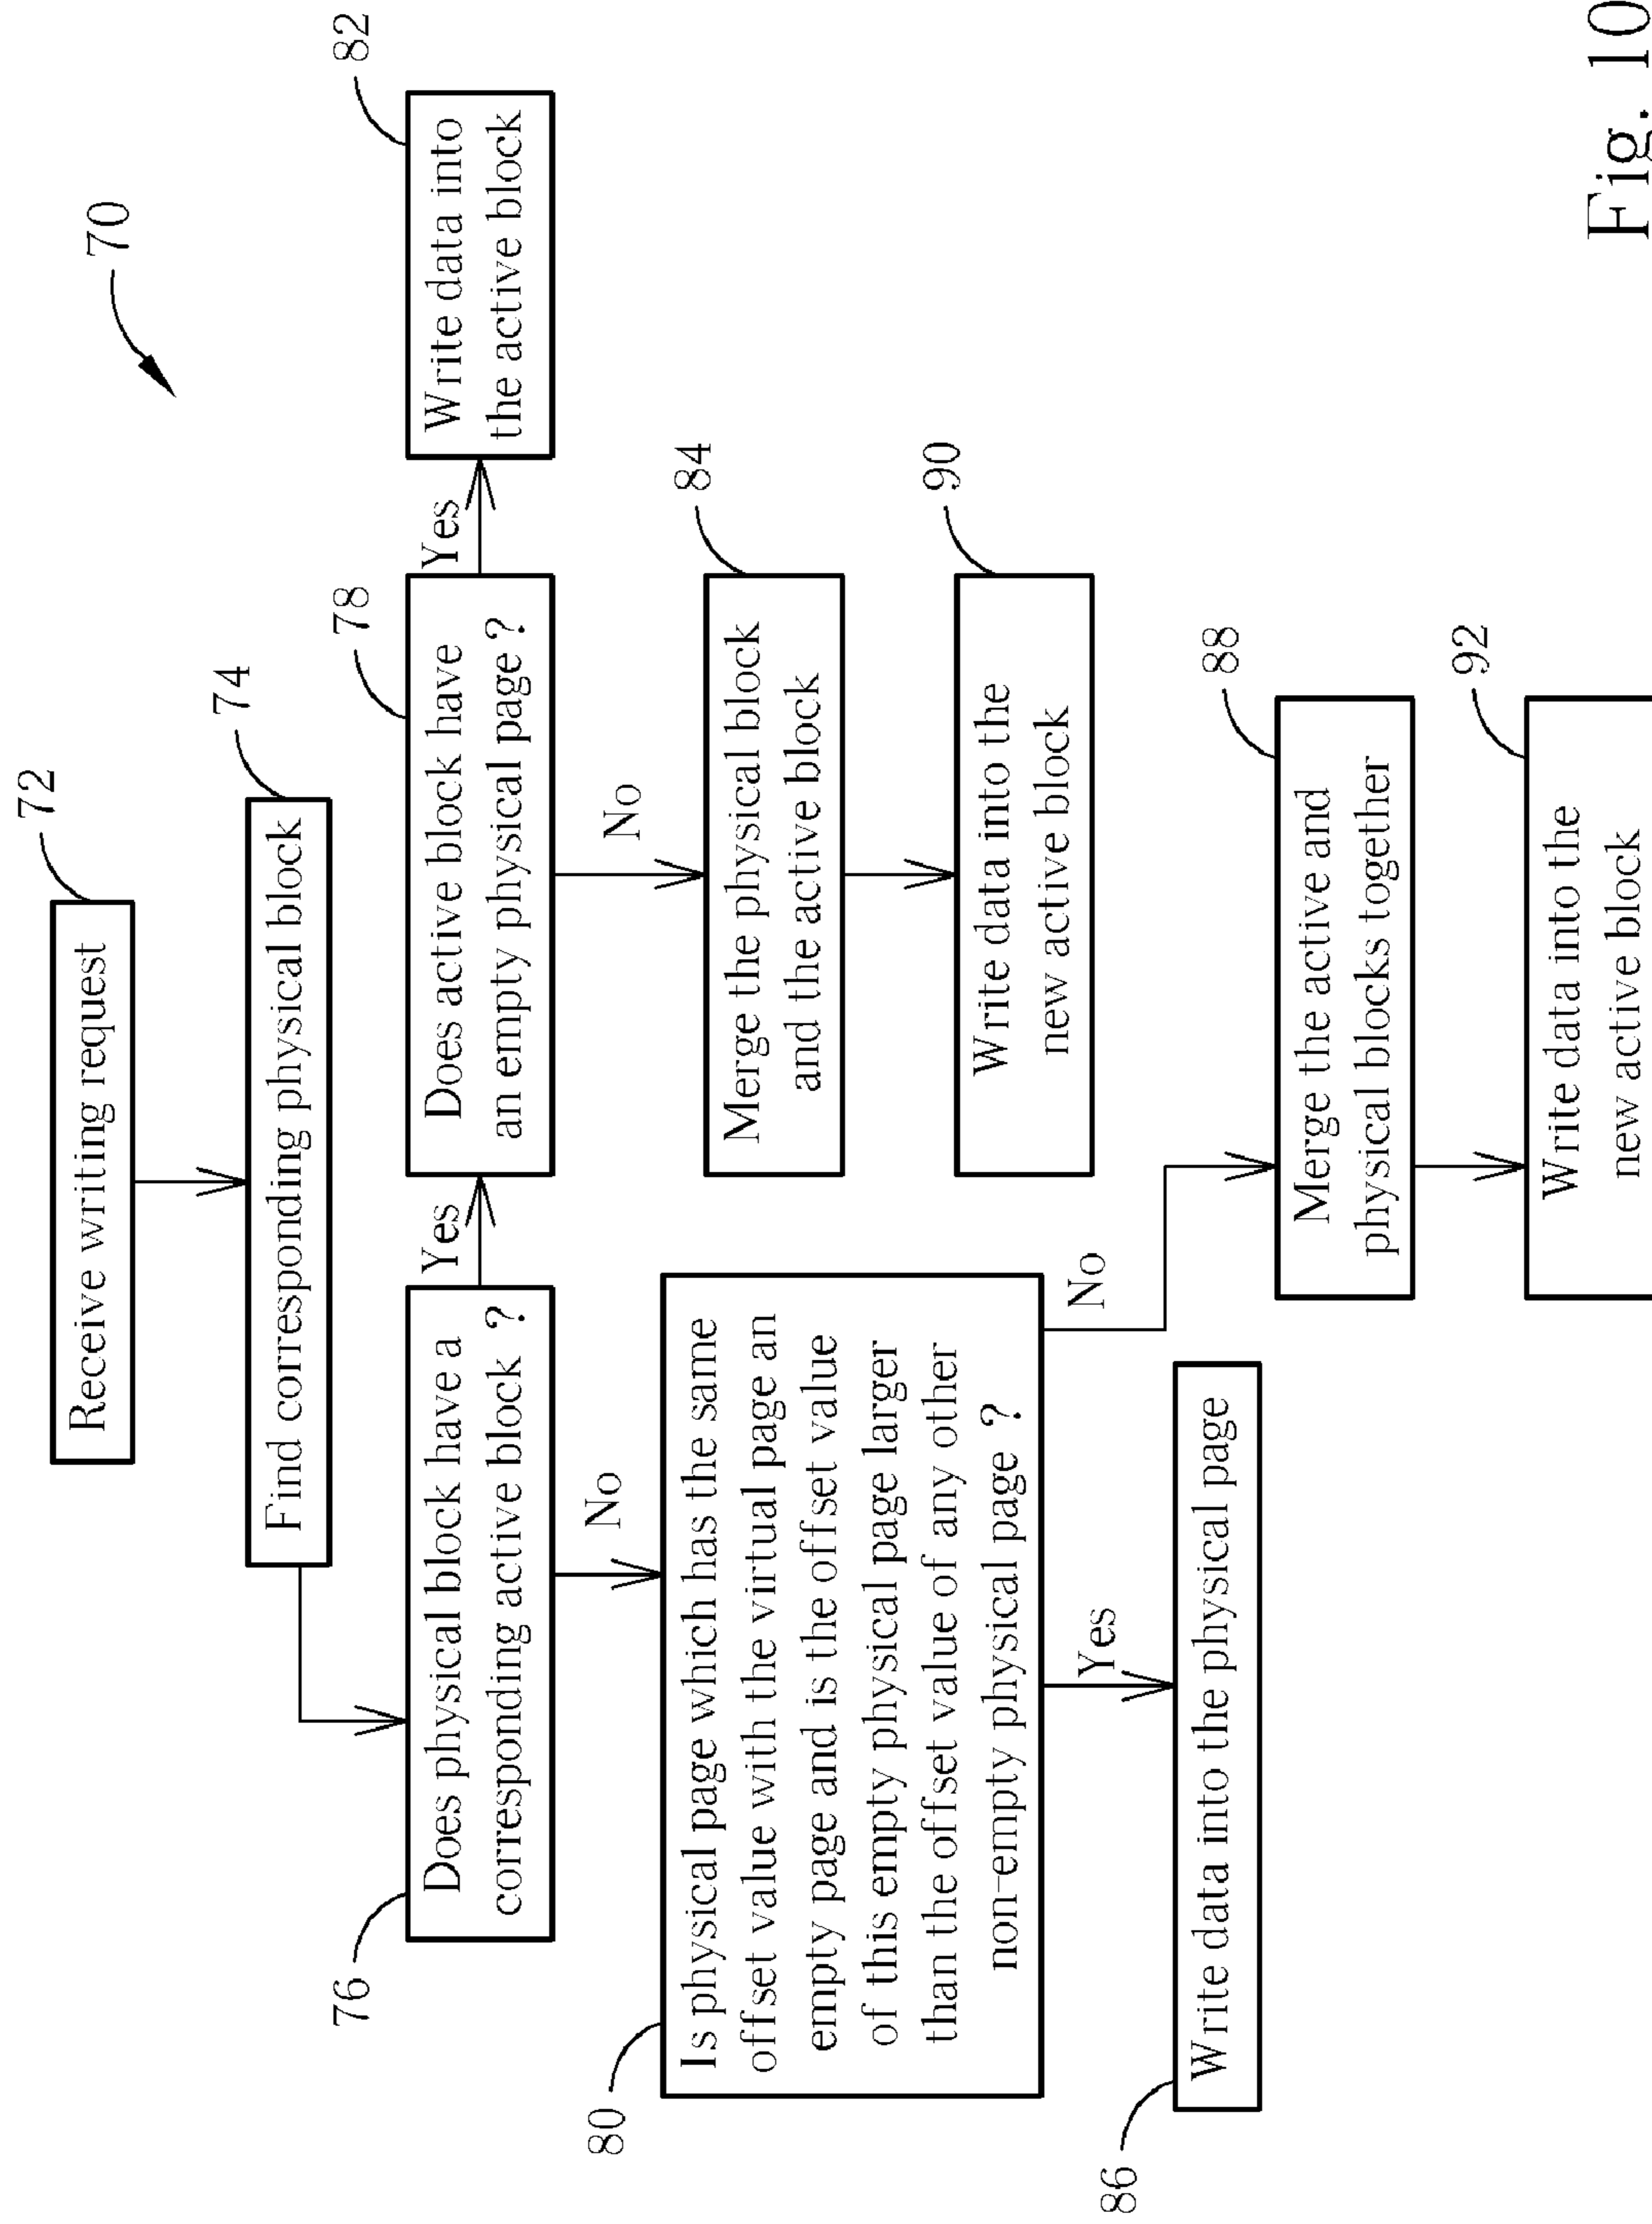 70
72
Receive writing request
74
Find corresponding physical block
76
Does physical block have a
corresponding active block ?
Yes
78
Does active block have
an empty physical page ?
Yes
82
Write data into
the active block
No
No
84
Merge the physical block
and the active block
80
Is physical page which has the same
offset value with the virtual page an
empty page and is the offset value
of this empty physical page larger
than the offset value of any other
non-empty physical page ?
90
Write data into the
new active block
Yes
No
86
Write data into the physical page
88
Merge the active and
physical blocks together
92
Write data into the
new active block
Fig. 10